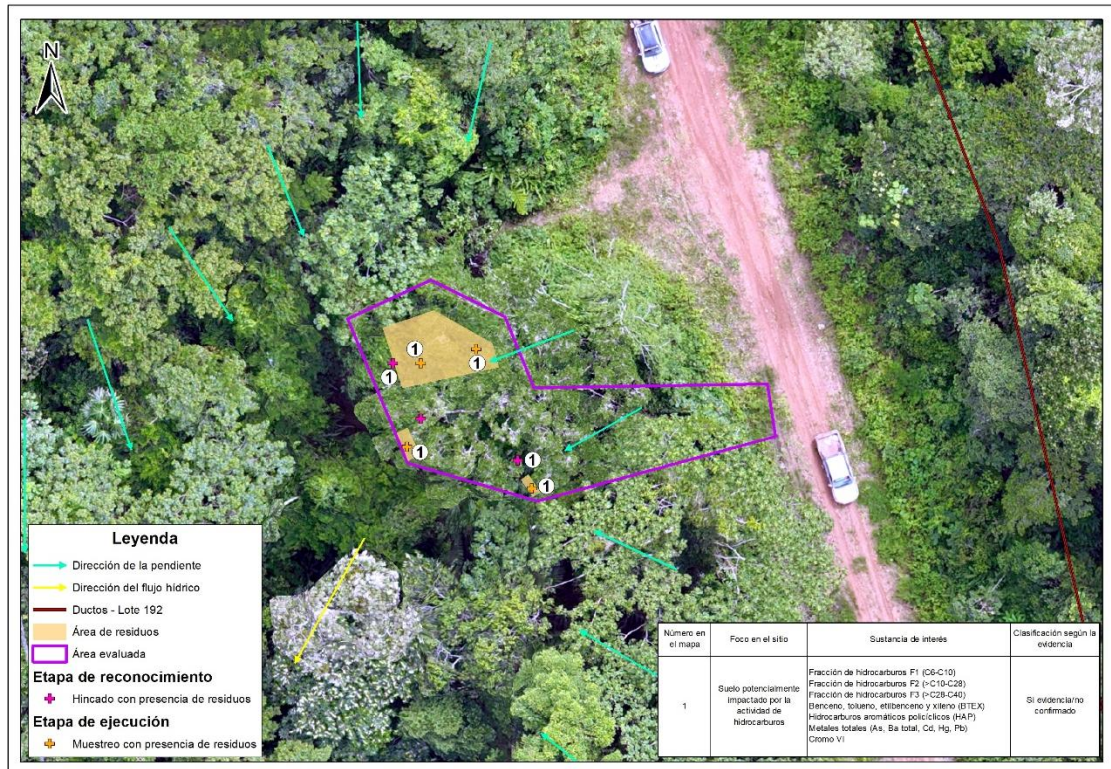 N
1
1
1
1
1
1
Leyenda
Dirección de la pendiente
Dirección del flujo hídrico
Ductos - Lote 192
Área de residuos
Área evaluada
Etapa de reconocimiento
Hincado con presencia de residuos
Etapa de ejecución
Muestreo con presencia de residuos
Número en el mapa
Foco en el sitio
Sustancia de interés
Clasificación según la evidencia
1
Suelo potencialmente
impactado por la
actividad de
hidrocarburos
Fracción de hidrocarburos F1 (C6-C10)
Fracción de hidrocarburos F2 (>C10-C28)
Fracción de hidrocarburos F3 (>C28-C40)
Benceno, tolueno, etilbenceno y xileno (BTEX)
Hidrocarburos aromáticos policíclicos (HAP)
Metales totales (As, Ba total, Cd, Hg, Pb)
Cromo VI
Si evidencia/no
confirmado